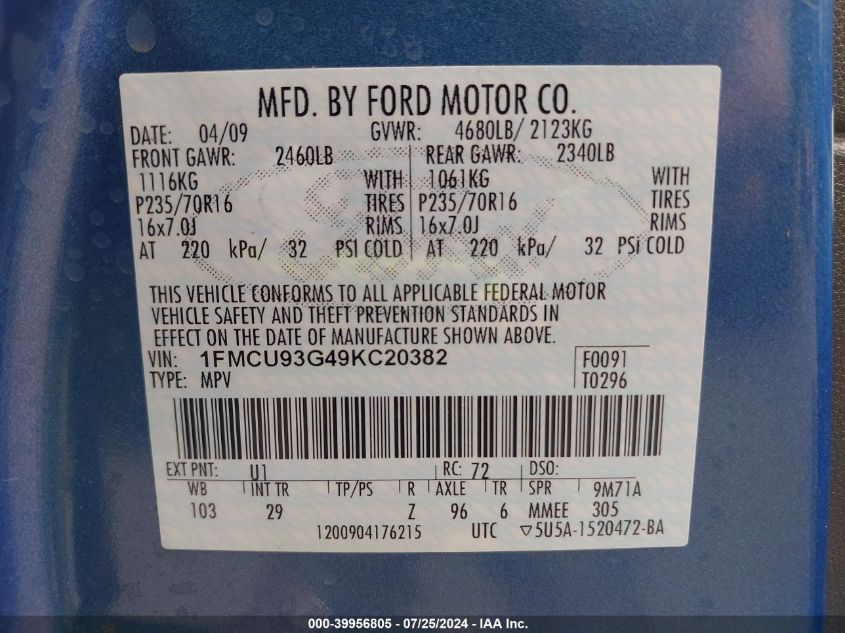 MFD. BY FORD MOTOR CO.
DATE: 04/09 GVWR: 4680LB/ 2123KG
FRONT GAWR: 2460LB REAR GAWR: 2340LB
1116KG WITH 1061KG WITH
P235/70R16 TIRES P235/70R16 TIRES
16x7.0J RIMS 16x7.0J RIMS
AT 220 kPa/ 32 PSI COLD AT 220 kPa/ 32 PSI COLD
THIS VEHICLE CONFORMS TO ALL APPLICABLE FEDERAL MOTOR
VEHICLE SAFETY AND THEFT PREVENTION STANDARDS IN
EFFECT ON THE DATE OF MANUFACTURE SHOWN ABOVE.
VIN: 1FMCU93G49KC20382 F0091
TYPE: MPV T0296
EXT PNT: U1 RC: 72 DSO:
WB INT TR TP/PS R AXLE TR SPR 9M71A
103 29 Z 96 6 MMEE 305
1200904176215 UTC ▽5U5A-1520472-BA
000-39956805 - 07/25/2024 - IAA Inc.